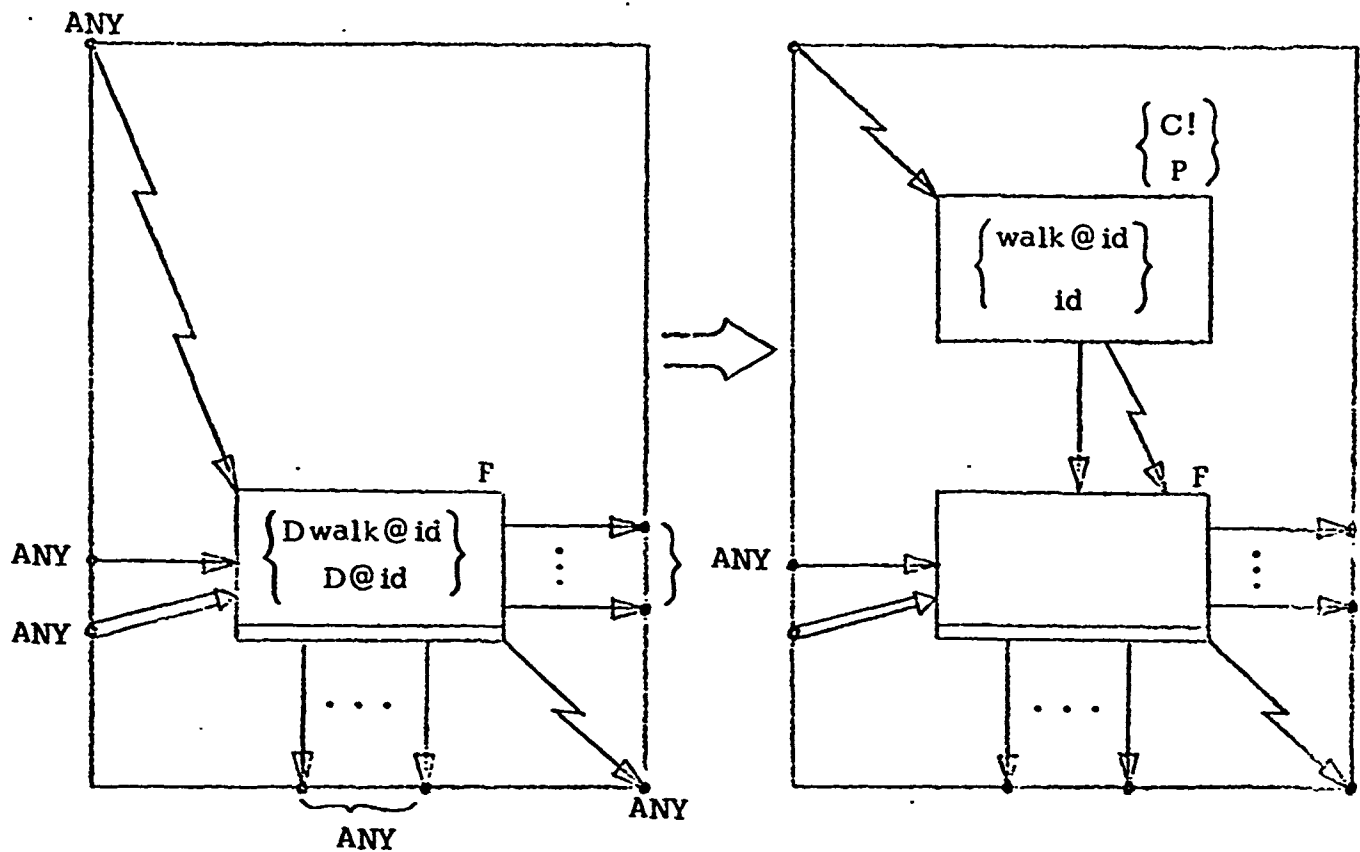 ANY
F
{ Dwalk@id
D@id }
ANY
ANY
. . .
ANY
ANY
{ C!
P }
{ walk@id
id }
F
ANY
. . .